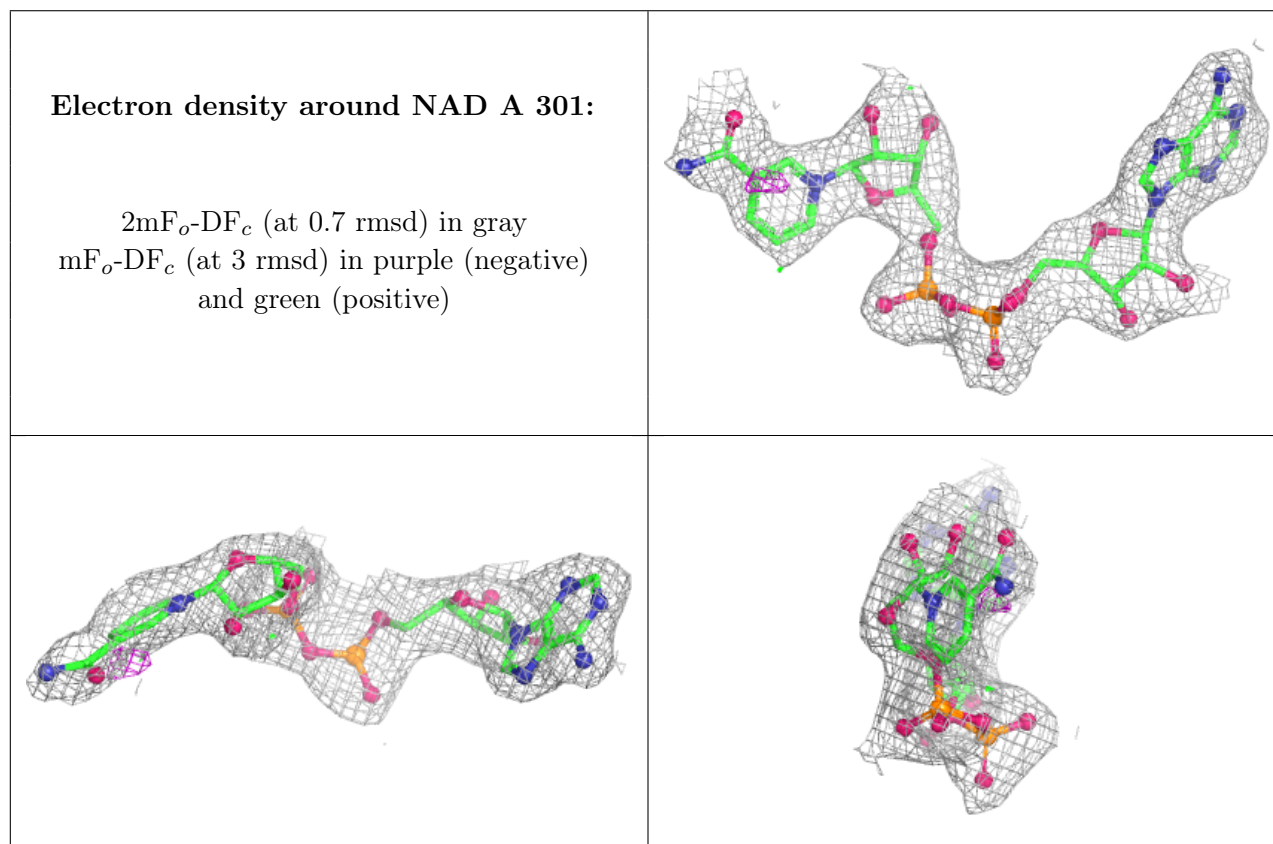 Electron density around NAD A 301:
2mFo-DFc (at 0.7 rmsd) in gray
mFo-DFc (at 3 rmsd) in purple (negative)
and green (positive)